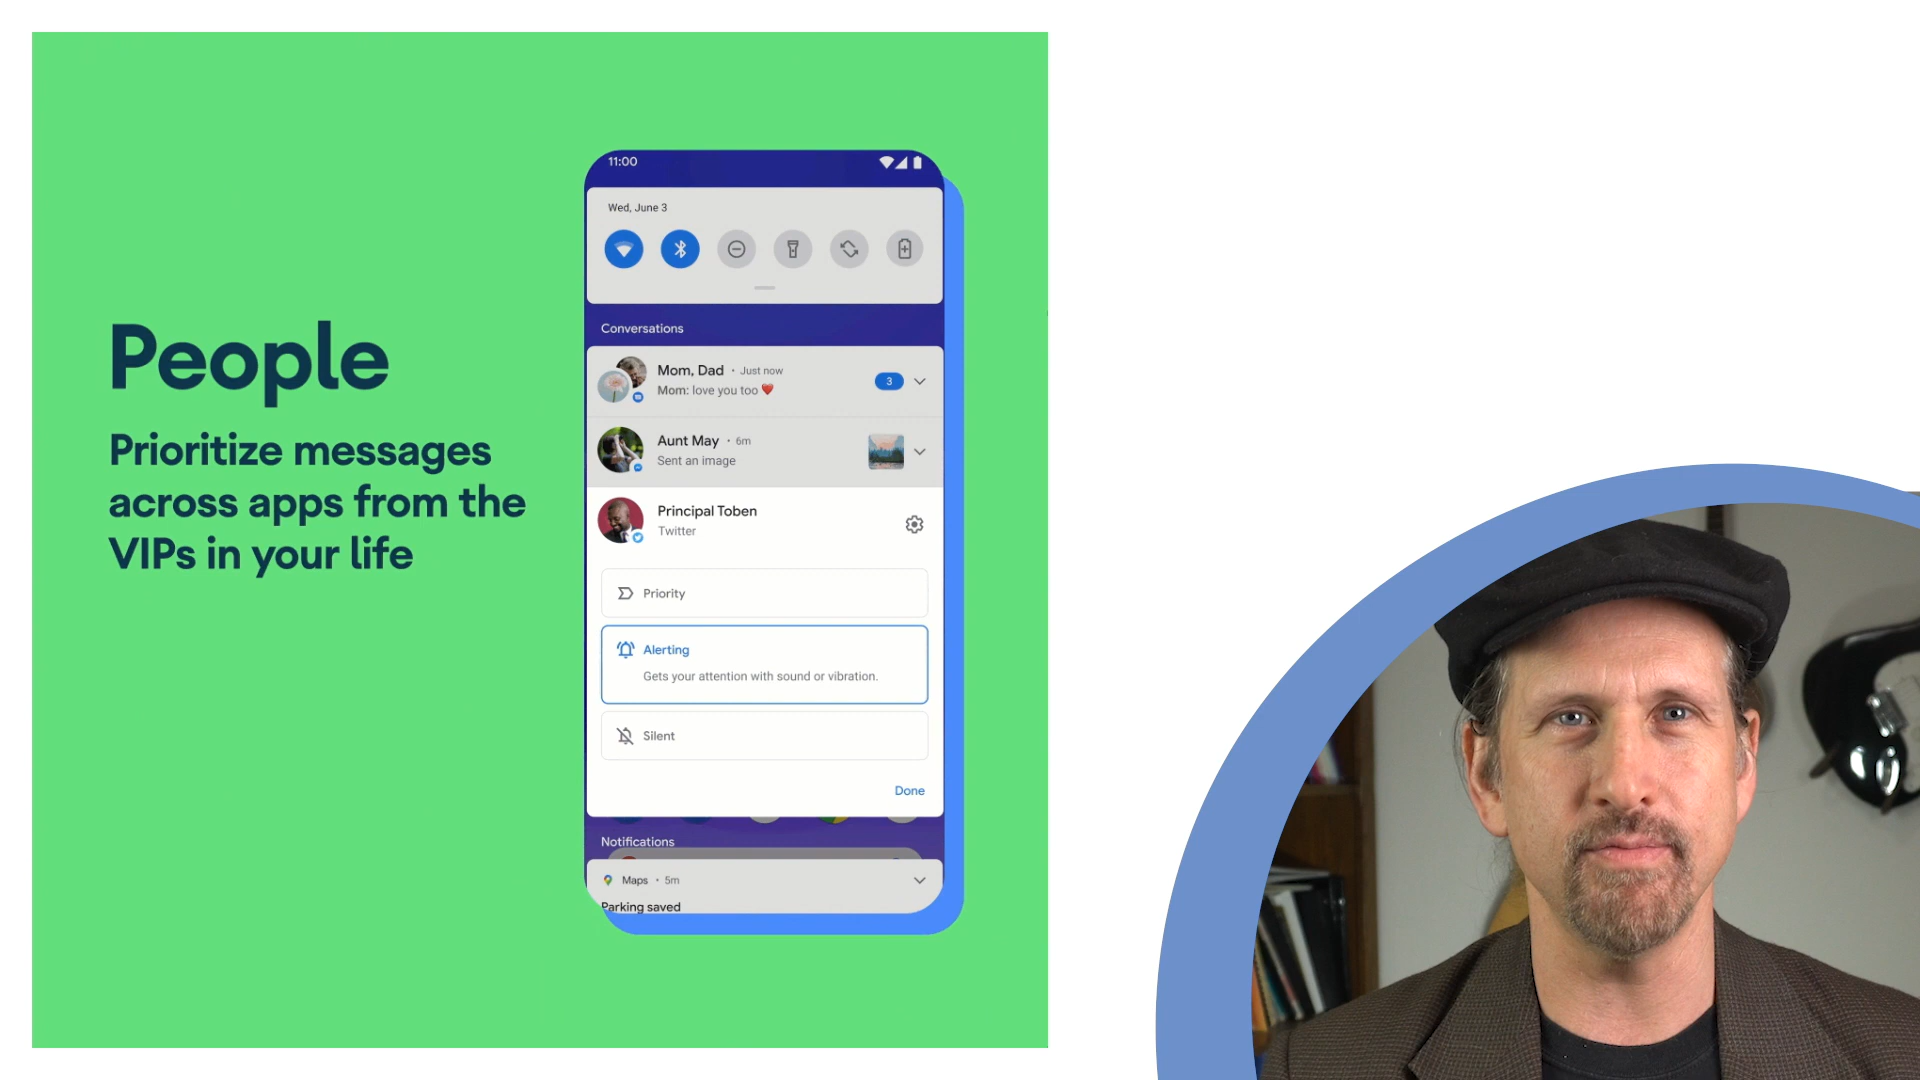 People
Prioritize messages
across apps from the
VIPs in your life
11:00
Wed, June 3
Conversations
Mom, Dad • Just now
Mom: love you too ❤️
3
Aunt May • 6m
Sent an image
Principal Toben
Twitter
Priority
Alerting
Gets your attention with sound or vibration.
Silent
Done
Notifications
Maps • 5m
Parking saved